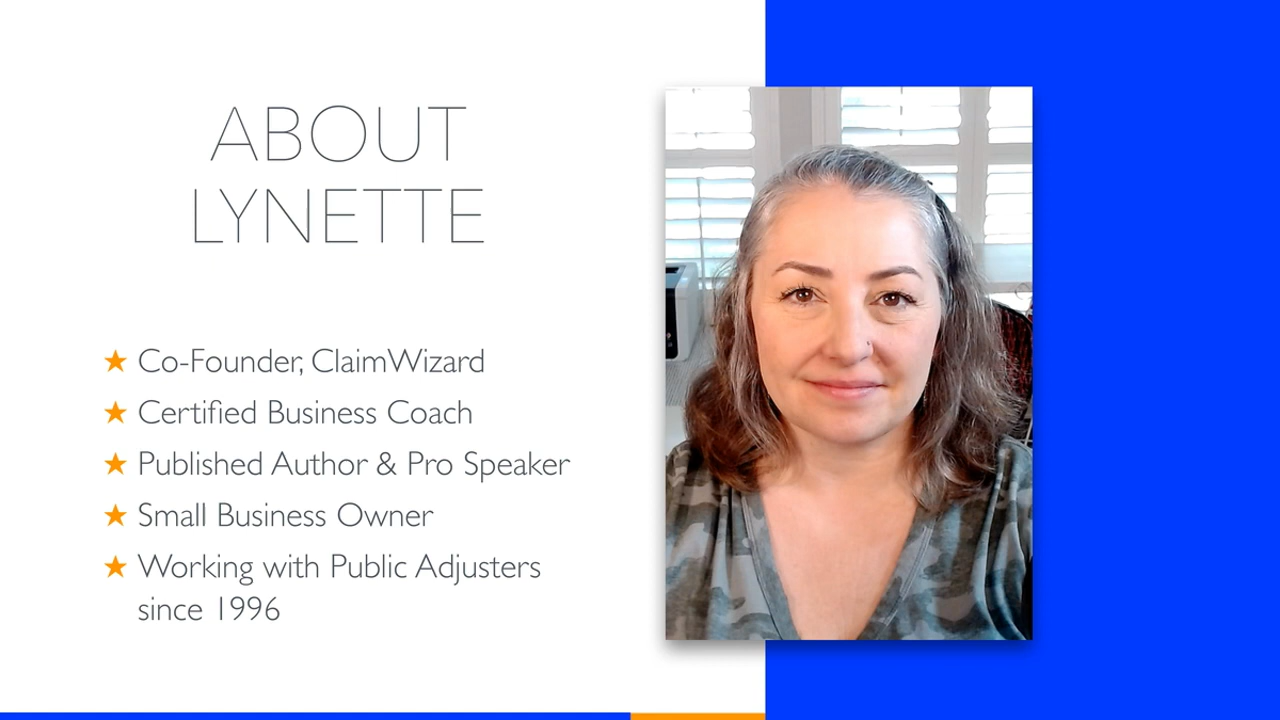 ABOUT
LYNETTE
Co-Founder, ClaimWizard
Certified Business Coach
Published Author & Pro Speaker
Small Business Owner
Working with Public Adjusters
since 1996